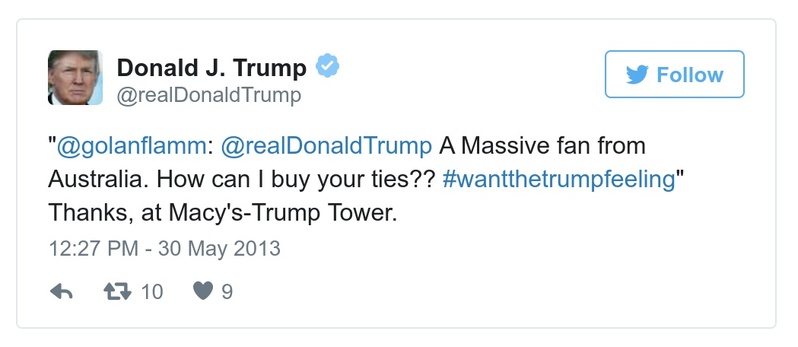 Donald J. Trump
@realDonaldTrump
Follow
"@golanflamm: @realDonaldTrump A Massive fan from
Australia. How can I buy your ties?? #wantthetrumpfeeling"
Thanks, at Macy's-Trump Tower.
12:27 PM - 30 May 2013
10
9